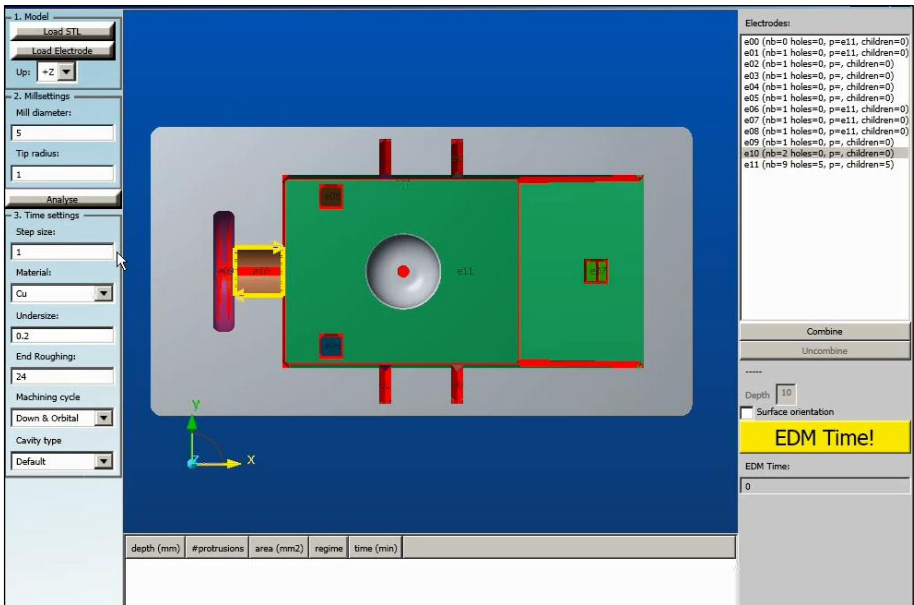 1. Model
Load STL
Load Electrode
Up: +Z
2. Millsettings
Mill diameter:
5
Tip radius:
1
Analyse
3. Time settings
Step size:
1
Material:
Cu
Undersize:
0.2
End Roughing:
24
Machining cycle
Down & Orbital
Cavity type
Default
e11
e07
y
x
z
depth (mm) #protrusions area (mm2) regime time (min)
Electrodes:
e00 (nb=0 holes=0, p=e11, children=0)
e01 (nb=1 holes=0, p=e11, children=0)
e02 (nb=1 holes=0, p=, children=0)
e03 (nb=1 holes=0, p=, children=0)
e04 (nb=1 holes=0, p=, children=0)
e05 (nb=1 holes=0, p=, children=0)
e06 (nb=1 holes=0, p=e11, children=0)
e07 (nb=1 holes=0, p=e11, children=0)
e08 (nb=1 holes=0, p=e11, children=0)
e09 (nb=1 holes=0, p=, children=0)
e10 (nb=2 holes=0, p=, children=0)
e11 (nb=9 holes=5, p=, children=5)
Combine
Uncombine
-----
Depth 10
Surface orientation
EDM Time!
EDM Time:
0